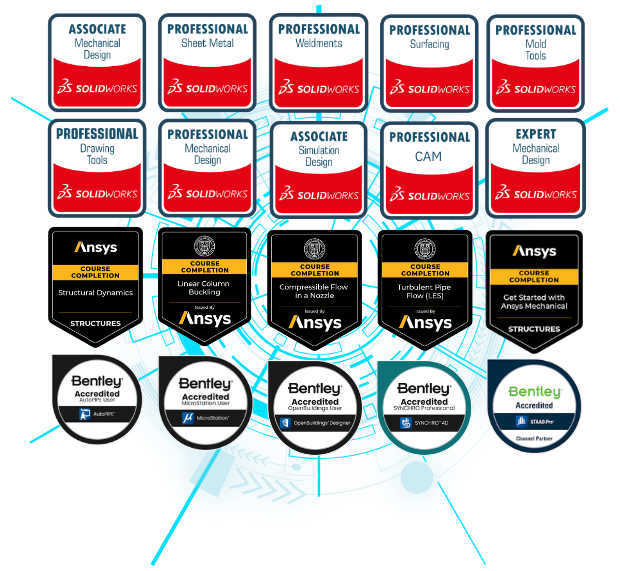 ASSOCIATE
Mechanical
Design
SOLIDWORKS
PROFESSIONAL
Sheet Metal
SOLIDWORKS
PROFESSIONAL
Weldments
SOLIDWORKS
PROFESSIONAL
Surfacing
SOLIDWORKS
PROFESSIONAL
Mold
Tools
SOLIDWORKS
PROFESSIONAL
Drawing
Tools
SOLIDWORKS
PROFESSIONAL
Mechanical
Design
SOLIDWORKS
ASSOCIATE
Simulation
Design
SOLIDWORKS
PROFESSIONAL
CAM
SOLIDWORKS
EXPERT
Mechanical
Design
SOLIDWORKS
Ansys
COURSE
COMPLETION
Structural Dynamics
STRUCTURES
COURSE
COMPLETION
Linear Column
Buckling
Issued By
Ansys
COURSE
COMPLETION
Compressible Flow
in a Nozzle
Issued By
Ansys
COURSE
COMPLETION
Turbulent Pipe
Flow (LES)
Issued By
Ansys
Ansys
COURSE
COMPLETION
Get Started with
Ansys Mechanical
STRUCTURES
Bentley
Accredited
AutoPIPE User
AutoPIPE
Bentley
Accredited
MicroStation User
MicroStation
Bentley
Accredited
OpenBuildings User
OpenBuildings Designer
Bentley
Accredited
SYNCHRO Professional
SYNCHRO 4D
Bentley
Accredited
STAAD.Pro
Channel Partner